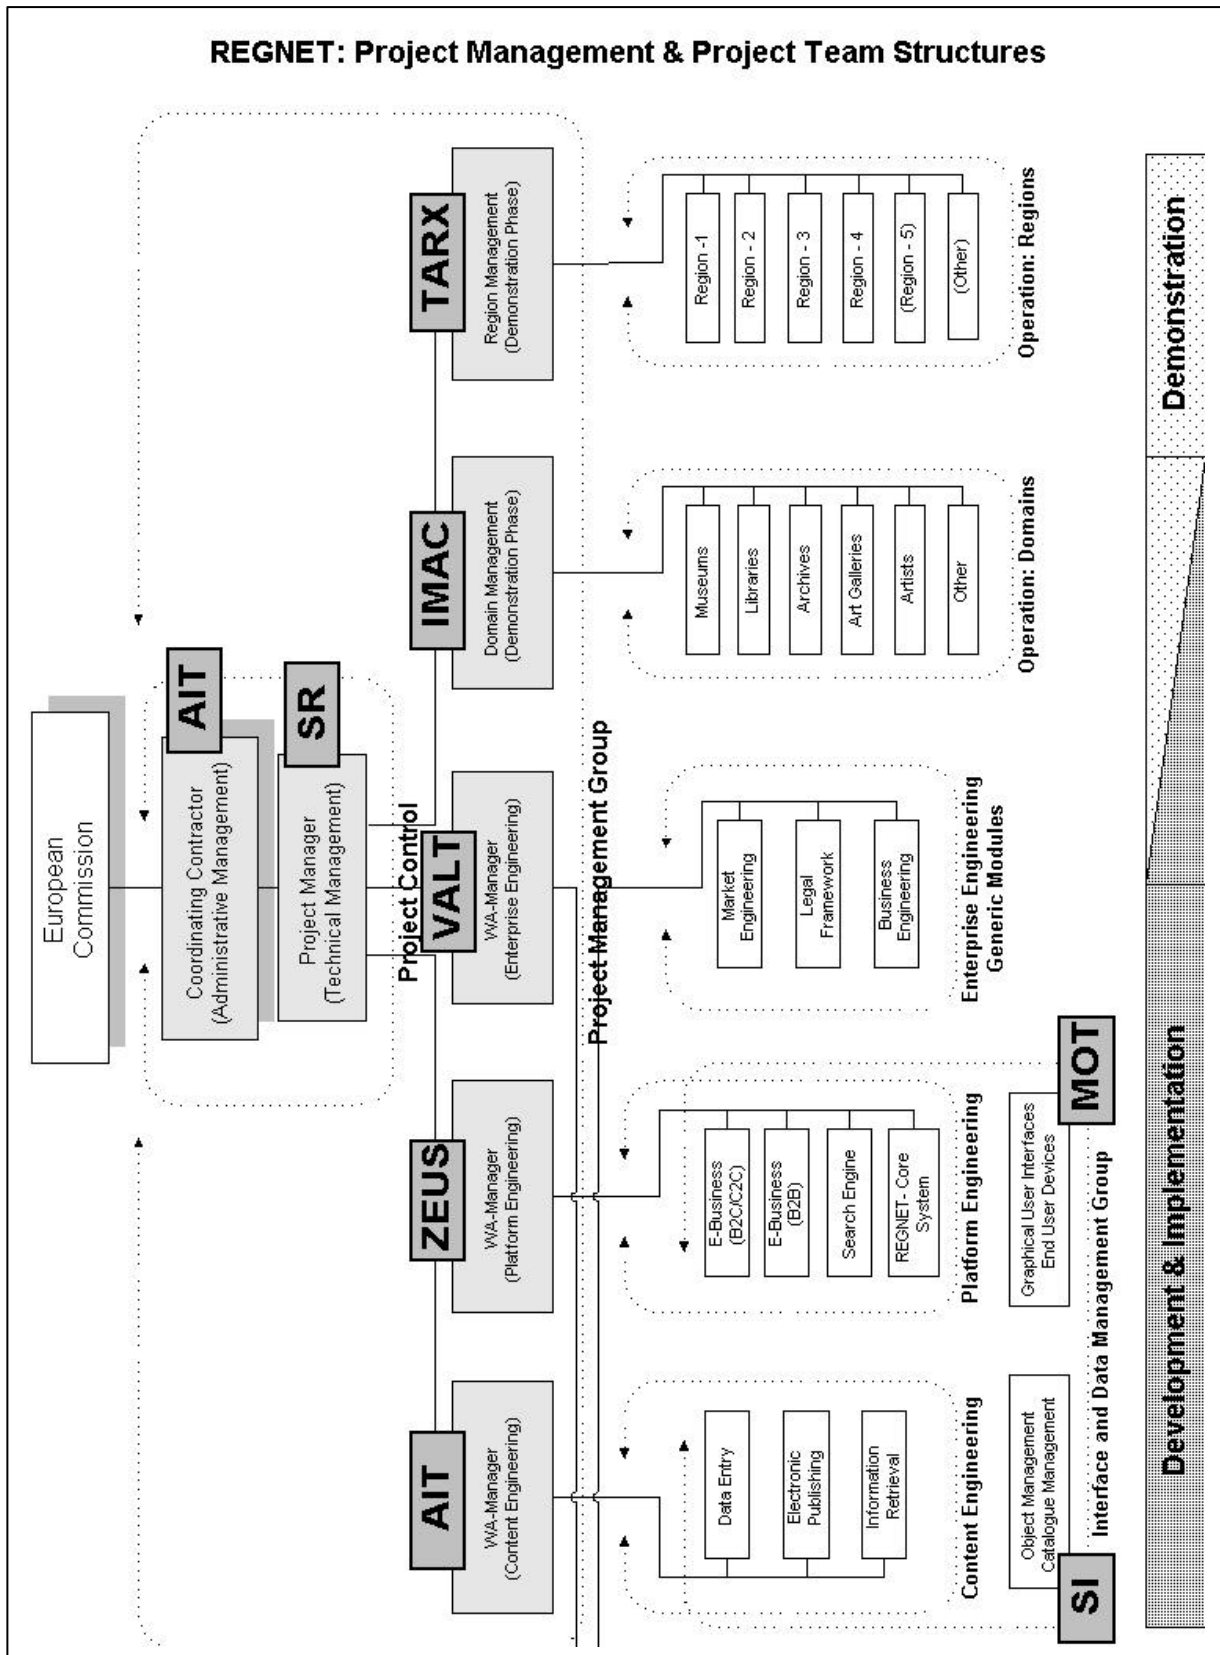 REGNET: Project Management & Project Team Structures
European
Commission
AIT
Coordinating Contractor
(Administrative Management)
SR
Project Manager
(Technical Management)
Project Control
AIT
WA-Manager
(Content Engineering)
ZEUS
WA-Manager
(Platform Engineering)
VALT
WA-Manager
(Enterprise Engineering)
IMAC
Domain Management
(Demonstration Phase)
TARX
Region Management
(Demonstration Phase)
Project Management Group
Data Entry
Electronic
Publishing
Information
Retrieval
Content Engineering
E-Business
(B2C/C2C)
E-Business
(B2B)
Search Engine
REGNET- Core
System
Platform Engineering
Market
Engineering
Legal
Framework
Business
Engineering
Enterprise Engineering
Generic Modules
Museums
Libraries
Archives
Art Galleries
Artists
Other
Operation: Domains
Region -1
Region - 2
Region - 3
Region - 4
(Region - 5)
(Other)
Operation: Regions
Object Management
Catalogue Management
SI
Graphical User Interfaces
End User Devices
MOT
Interface and Data Management Group
Development & Implementation
Demonstration